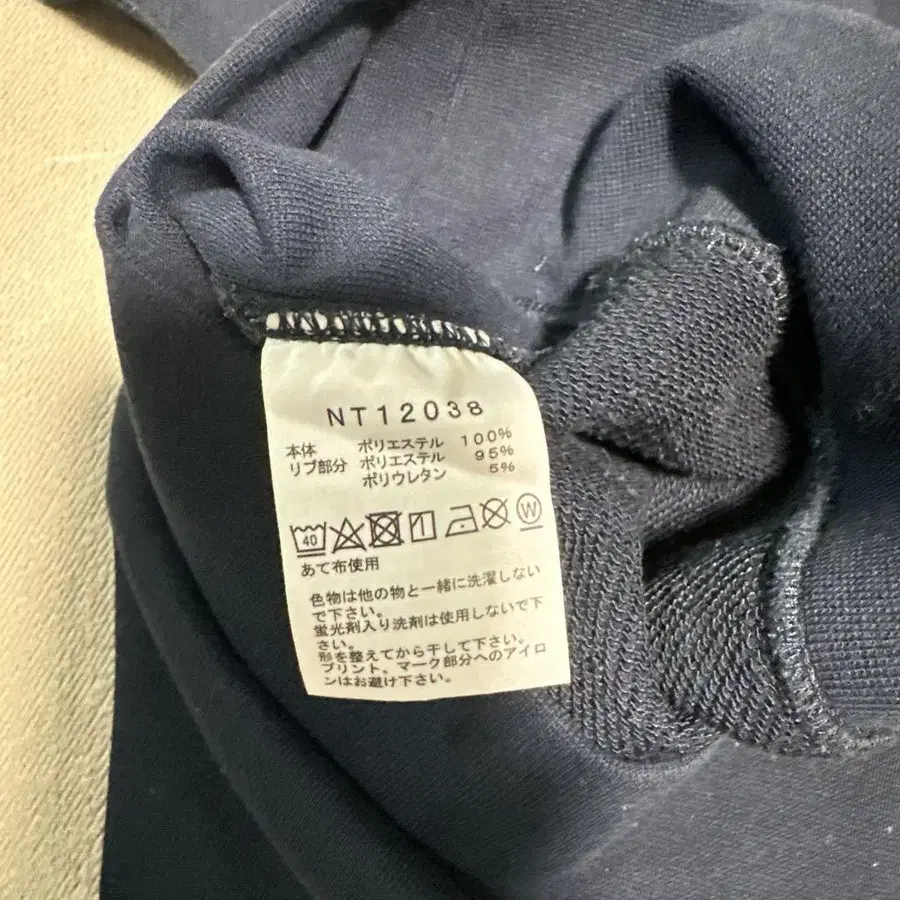 NT12038
本体 ポリエステル 100%
リブ部分 ポリエステル 95%
ポリウレタン 5%
40 W
あて布使用
色物は他の物と一緒に洗濯しない
で下さい。
蛍光剤入り洗剤は使用しないで下
さい。
形を整えてから干して下さい。
プリント、マーク部分へのアイロ
ンはお避け下さい。